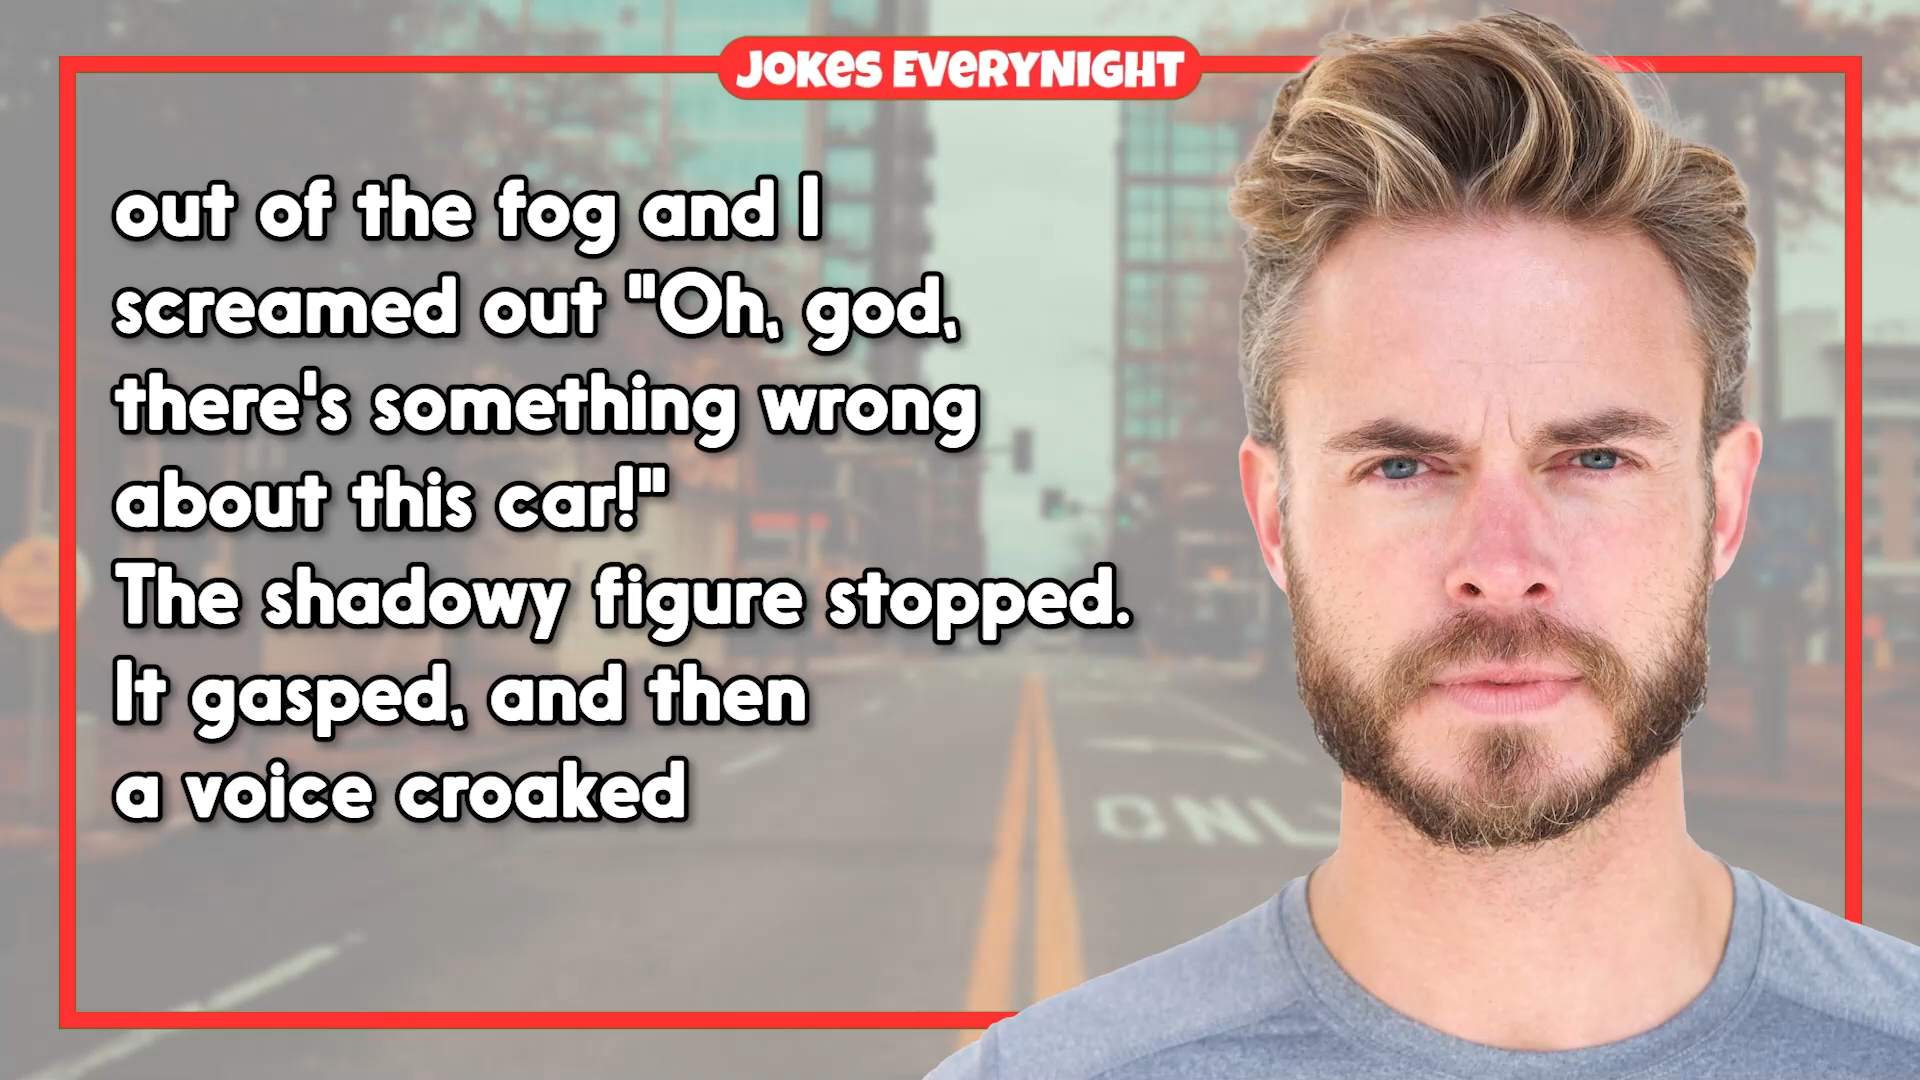 JOKES EVERYNIGHT
out of the fog and I
screamed out "Oh, god,
there's something wrong
about this car!"
The shadowy figure stopped.
It gasped, and then
a voice croaked
ONL